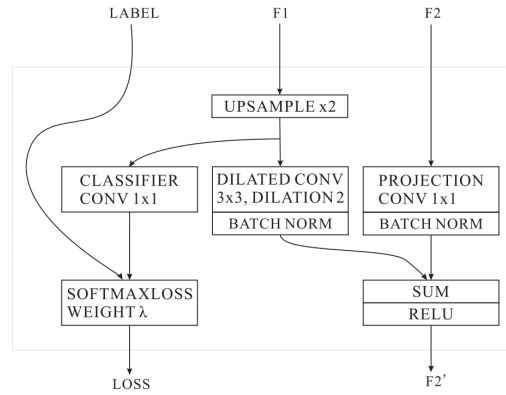 LABEL
F1
F2
UPSAMPLE x2
CLASSIFIER
CONV 1x1
DILATED CONV
3x3, DILATION 2
BATCH NORM
PROJECTION
CONV 1x1
BATCH NORM
SOFTMAXLOSS
WEIGHT λ
SUM
RELU
LOSS
F2'